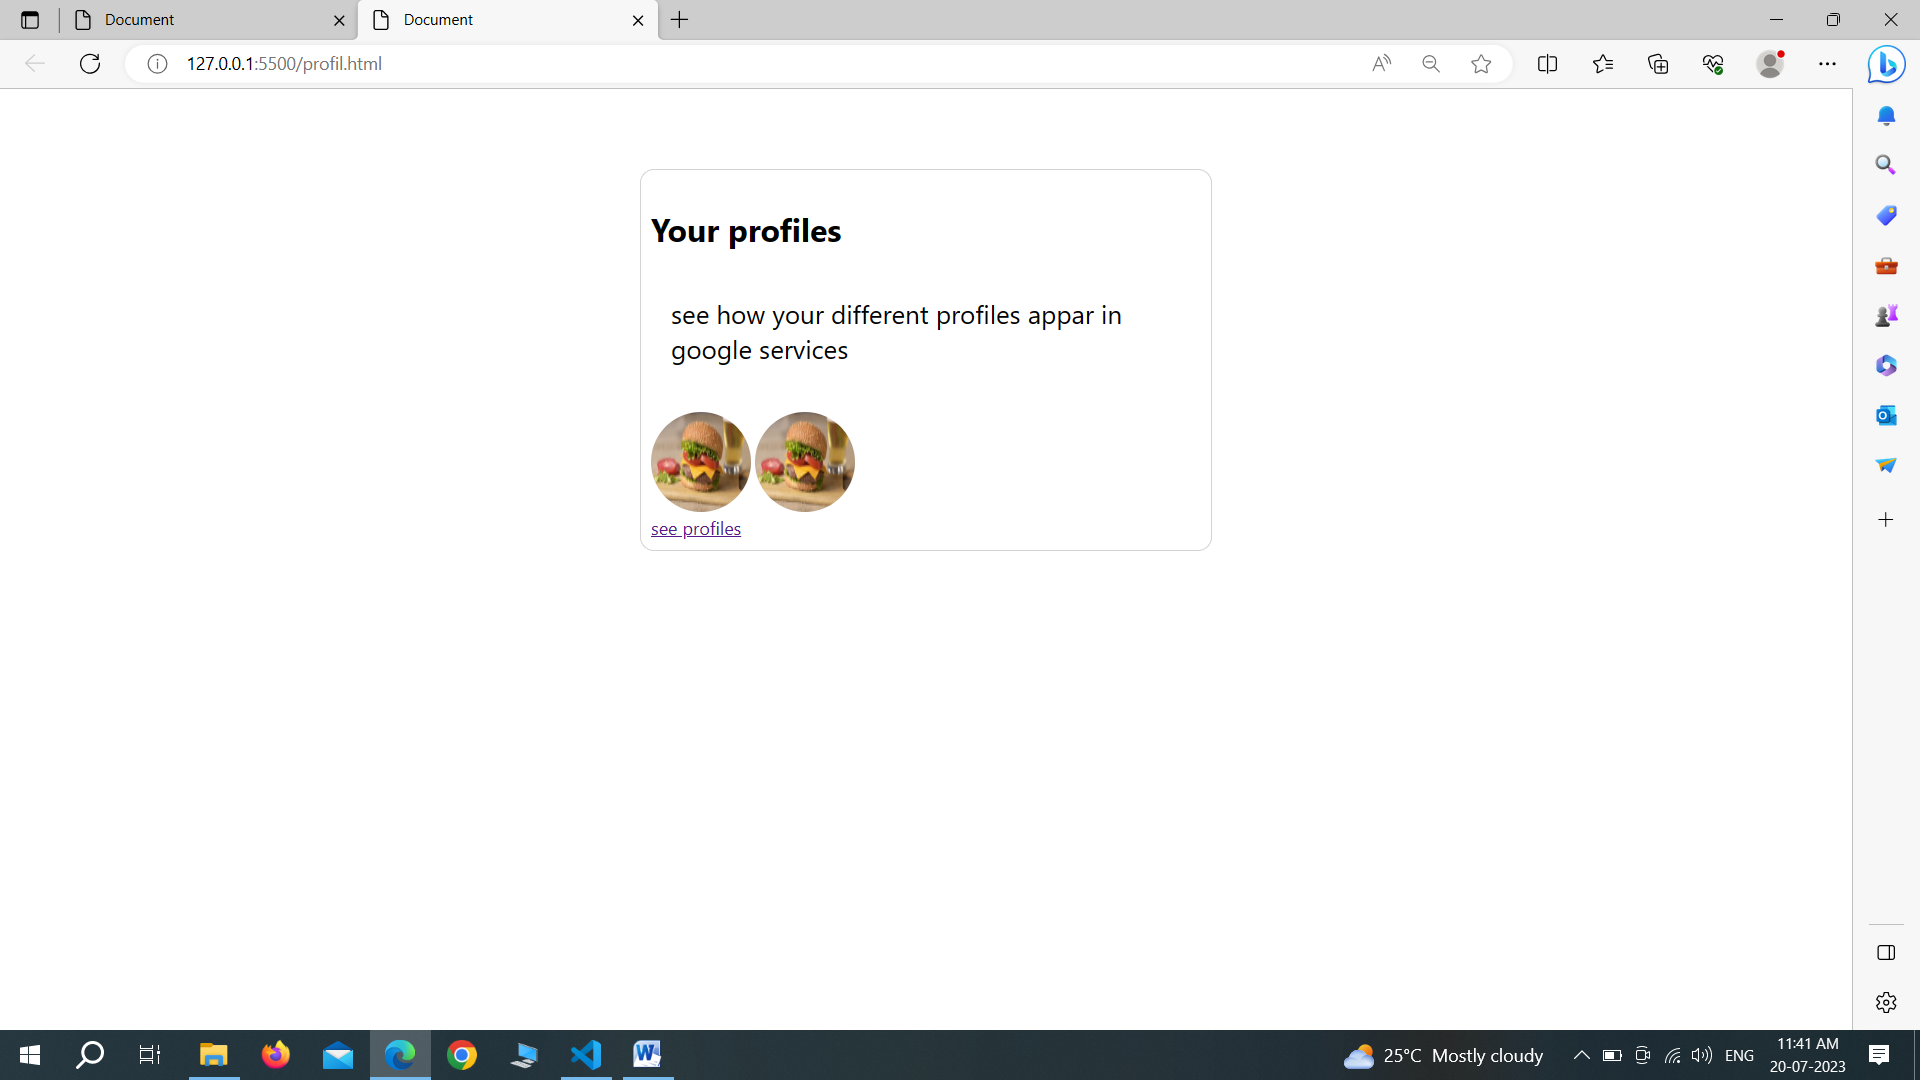 Document
Document
127.0.0.1:5500/profil.html
Your profiles
see how your different profiles appar in
google services
see profiles
25°C Mostly cloudy
ENG
11:41 AM
20-07-2023